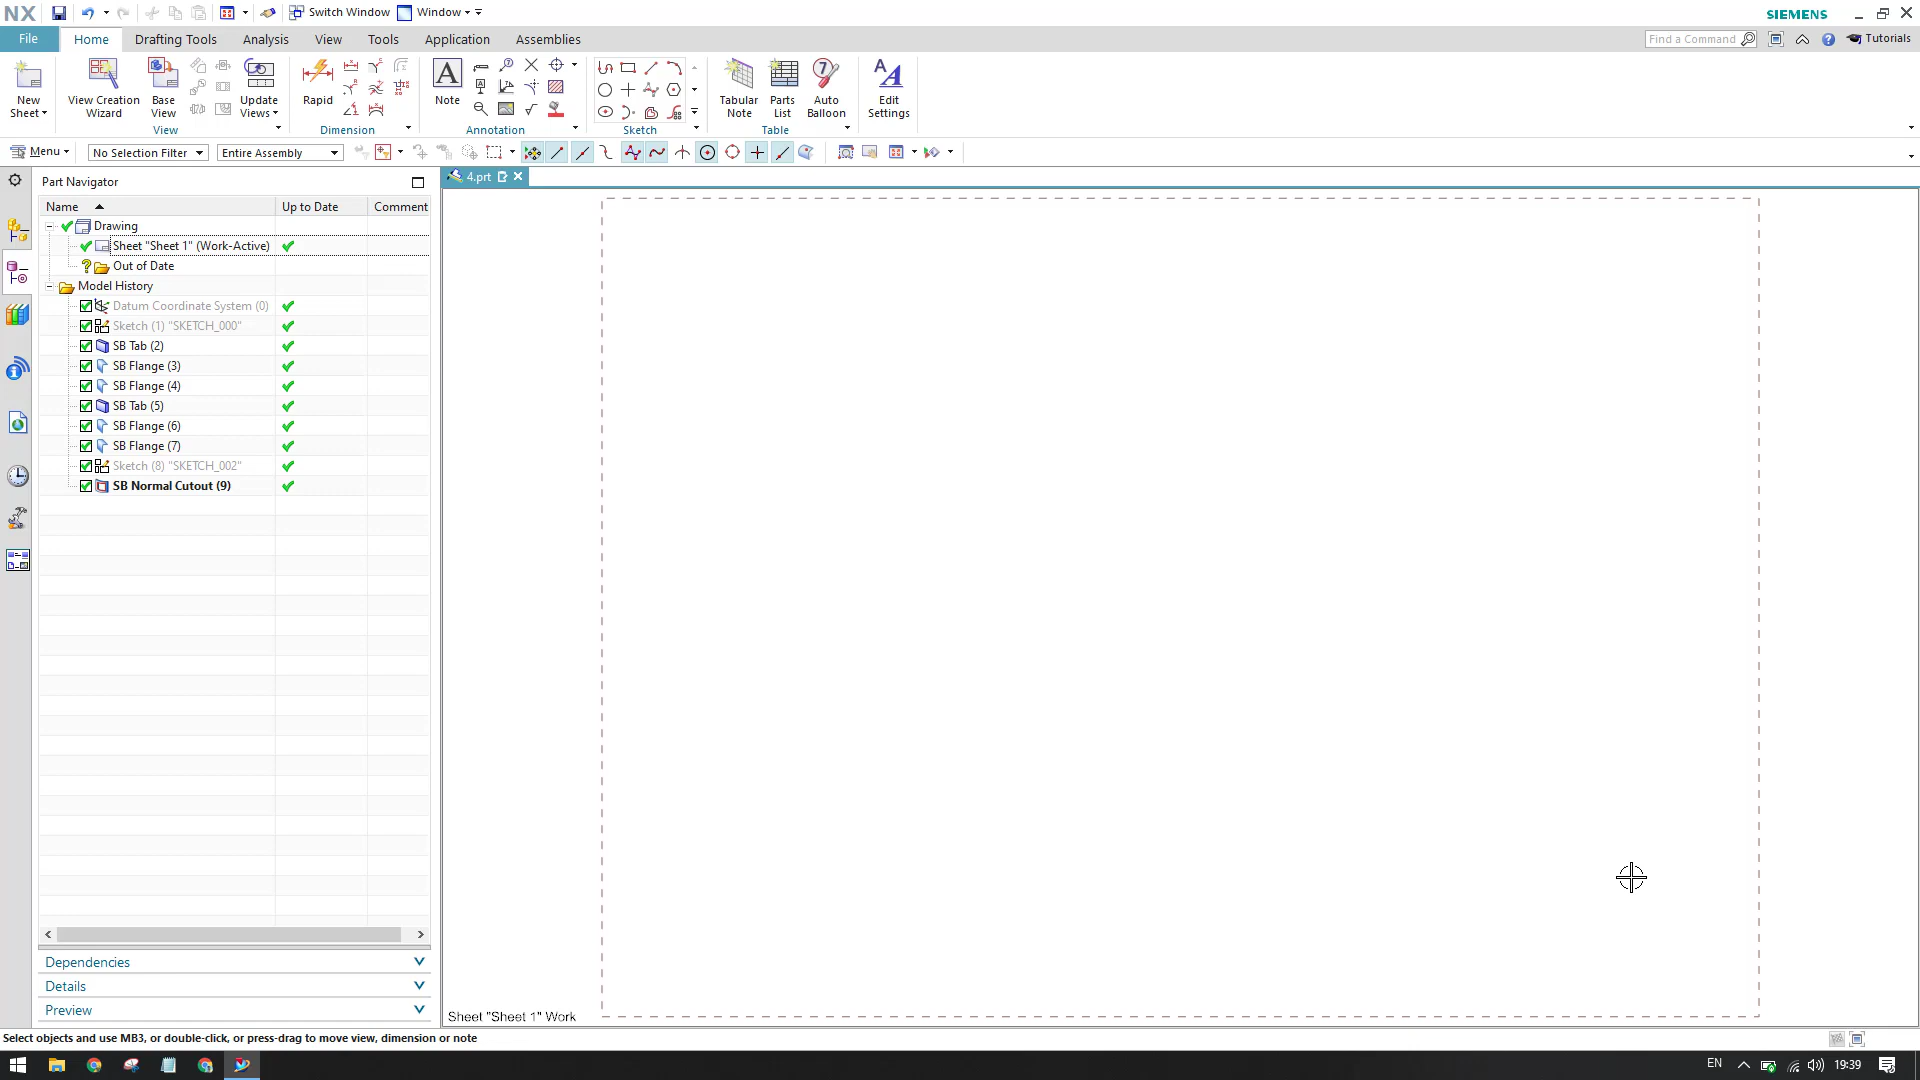 NX Switch Window Window SIEMENS
File Home Drafting Tools Analysis View Tools Application Assemblies Find a Command Tutorials
New Sheet View Creation Wizard Base View Update Views Rapid A Note Tabular Note Parts List Auto Balloon Edit Settings
View Dimension Annotation Sketch Table
Menu No Selection Filter Entire Assembly
Part Navigator 4.prt
Name Up to Date Comment
Drawing
Sheet "Sheet 1" (Work-Active)
Out of Date
Model History
Datum Coordinate System (0)
Sketch (1) "SKETCH_000"
SB Tab (2)
SB Flange (3)
SB Flange (4)
SB Tab (5)
SB Flange (6)
SB Flange (7)
Sketch (8) "SKETCH_002"
SB Normal Cutout (9)
Dependencies
Details
Preview
Sheet "Sheet 1" Work
Select objects and use MB3, or double-click, or press-drag to move view, dimension or note
EN 19:39